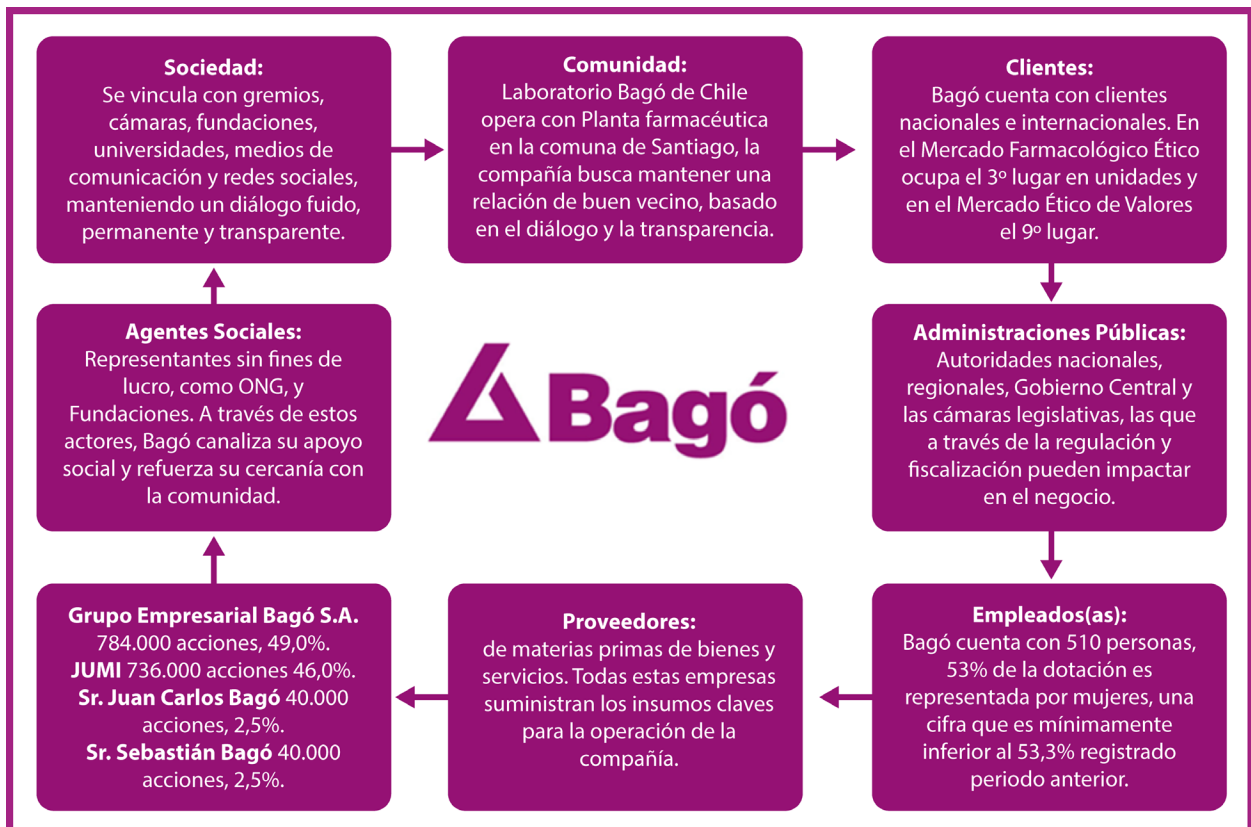 Sociedad:
Se vincula con gremios,
cámaras, fundaciones,
universidades, medios de
comunicación y redes sociales,
manteniendo un diálogo fuido,
permanente y transparente.
Comunidad:
Laboratorio Bagó de Chile
opera con Planta farmacéutica
en la comuna de Santiago, la
compañía busca mantener una
relación de buen vecino, basado
en el diálogo y la transparencia.
Clientes:
Bagó cuenta con clientes
nacionales e internacionales. En
el Mercado Farmacológico Ético
ocupa el 3º lugar en unidades y
en el Mercado Ético de Valores
el 9º lugar.
Agentes Sociales:
Representantes sin fines de
lucro, como ONG, y
Fundaciones. A través de estos
actores, Bagó canaliza su apoyo
social y refuerza su cercanía con
la comunidad.
Bagó
Administraciones Públicas:
Autoridades nacionales,
regionales, Gobierno Central y
las cámaras legislativas, las que
a través de la regulación y
fiscalización pueden impactar
en el negocio.
Grupo Empresarial Bagó S.A.
784.000 acciones, 49,0%.
JUMI 736.000 acciones 46,0%.
Sr. Juan Carlos Bagó 40.000
acciones, 2,5%.
Sr. Sebastián Bagó 40.000
acciones, 2,5%.
Proveedores:
de materias primas de bienes y
servicios. Todas estas empresas
suministran los insumos claves
para la operación de la
compañía.
Empleados(as):
Bagó cuenta con 510 personas,
53% de la dotación es
representada por mujeres, una
cifra que es mínimamente
inferior al 53,3% registrado
periodo anterior.